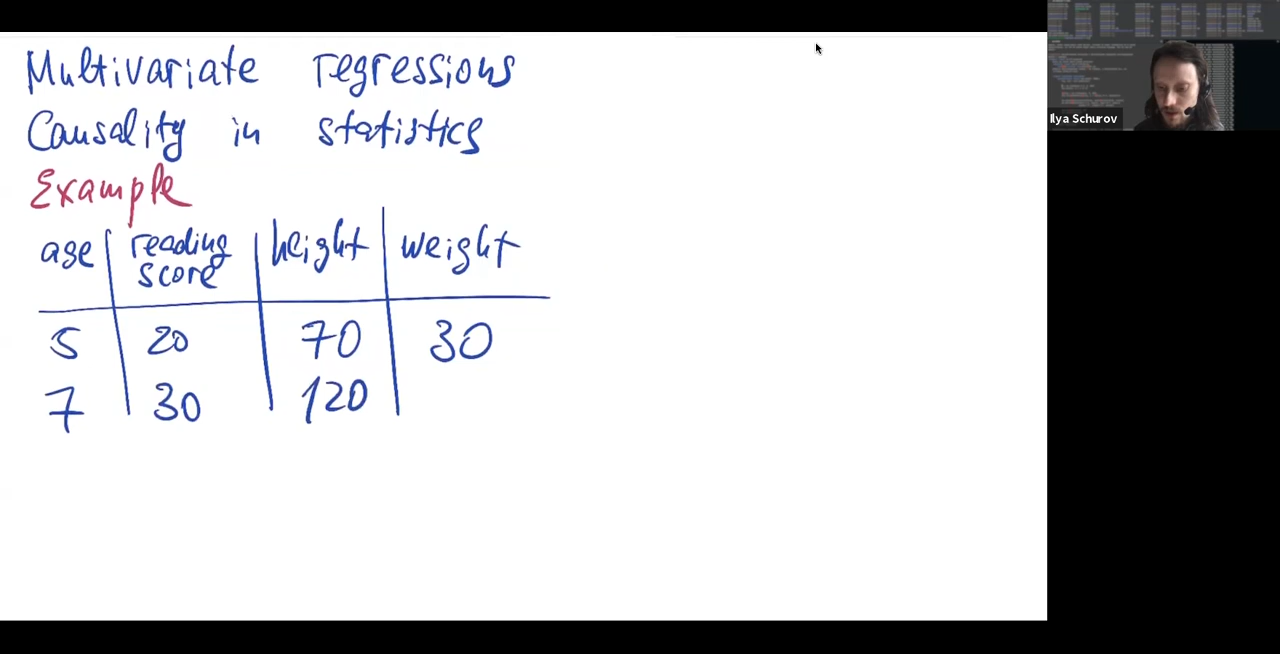 Multivariate regressions
Causality in statistics
Example
age reading score height weight
5 20 70 30
7 30 120
Ilya Schurov